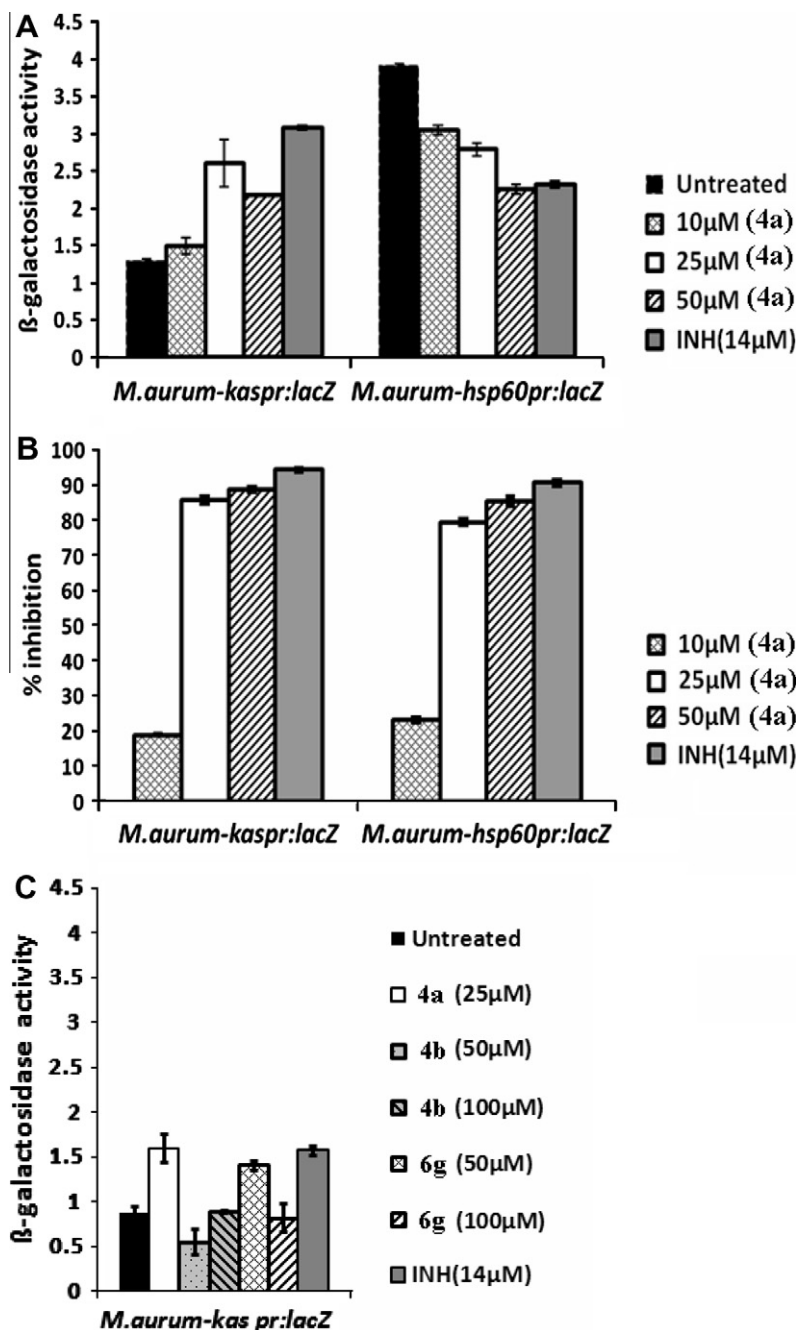 A
ß-galactosidase activity
4.5
4
3.5
3
2.5
2
1.5
1
0.5
0
M.aurum-kaspr:lacZ M.aurum-hsp60pr:lacZ
Untreated
10µM (4a)
25µM (4a)
50µM (4a)
INH(14µM)
B
% inhibition
100
90
80
70
60
50
40
30
20
10
0
M.aurum-kaspr:lacZ M.aurum-hsp60pr:lacZ
10µM (4a)
25µM (4a)
50µM (4a)
INH(14µM)
C
ß-galactosidase activity
4.5
4
3.5
3
2.5
2
1.5
1
0.5
0
M.aurum-kas pr:lacZ
Untreated
4a (25µM)
4b (50µM)
4b (100µM)
6g (50µM)
6g (100µM)
INH(14µM)